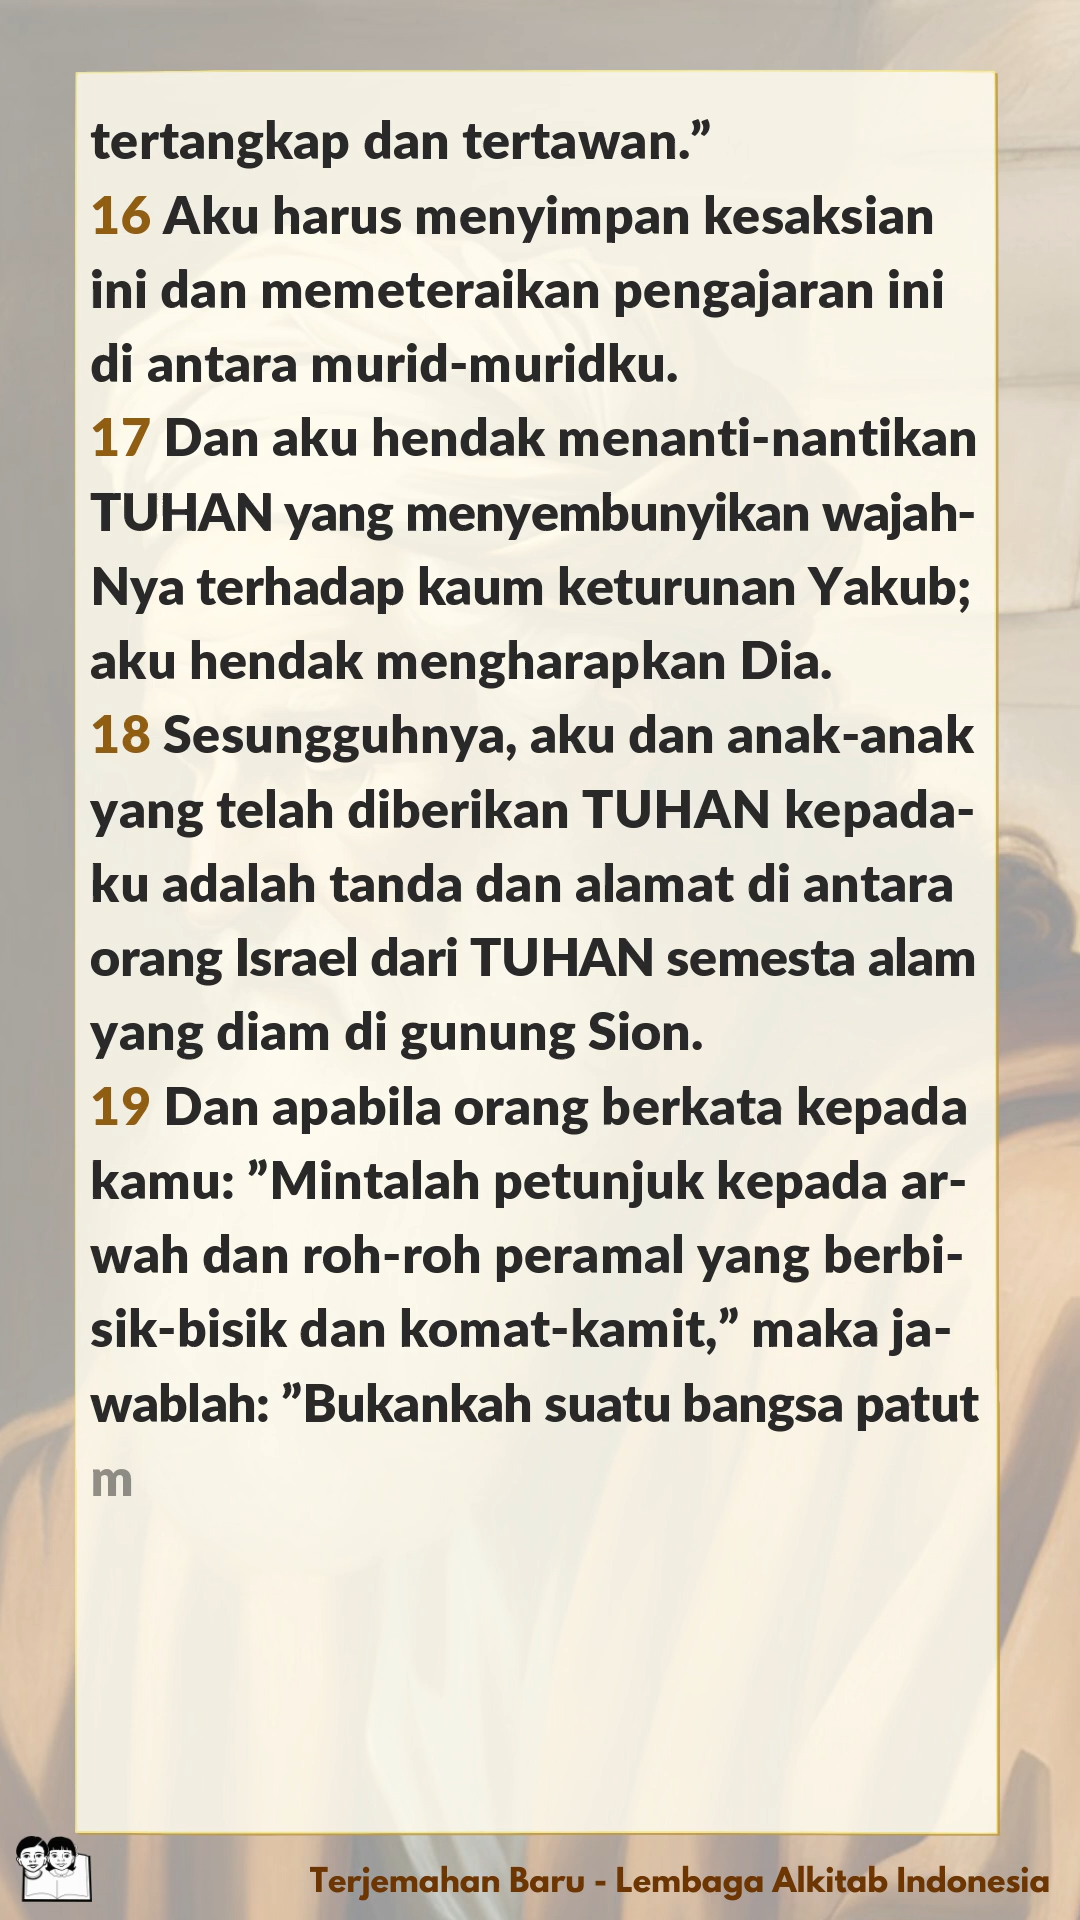 tertangkap dan tertawan.”
16 Aku harus menyimpan kesaksian
ini dan memeteraikan pengajaran ini
di antara murid-muridku.
17 Dan aku hendak menanti-nantikan
TUHAN yang menyembunyikan wajah-
Nya terhadap kaum keturunan Yakub;
aku hendak mengharapkan Dia.
18 Sesungguhnya, aku dan anak-anak
yang telah diberikan TUHAN kepada-
ku adalah tanda dan alamat di antara
orang Israel dari TUHAN semesta alam
yang diam di gunung Sion.
19 Dan apabila orang berkata kepada
kamu: ”Mintalah petunjuk kepada ar-
wah dan roh-roh peramal yang berbi-
sik-bisik dan komat-kamit,” maka ja-
wablah: ”Bukankah suatu bangsa patut
m
Terjemahan Baru - Lembaga Alkitab Indonesia